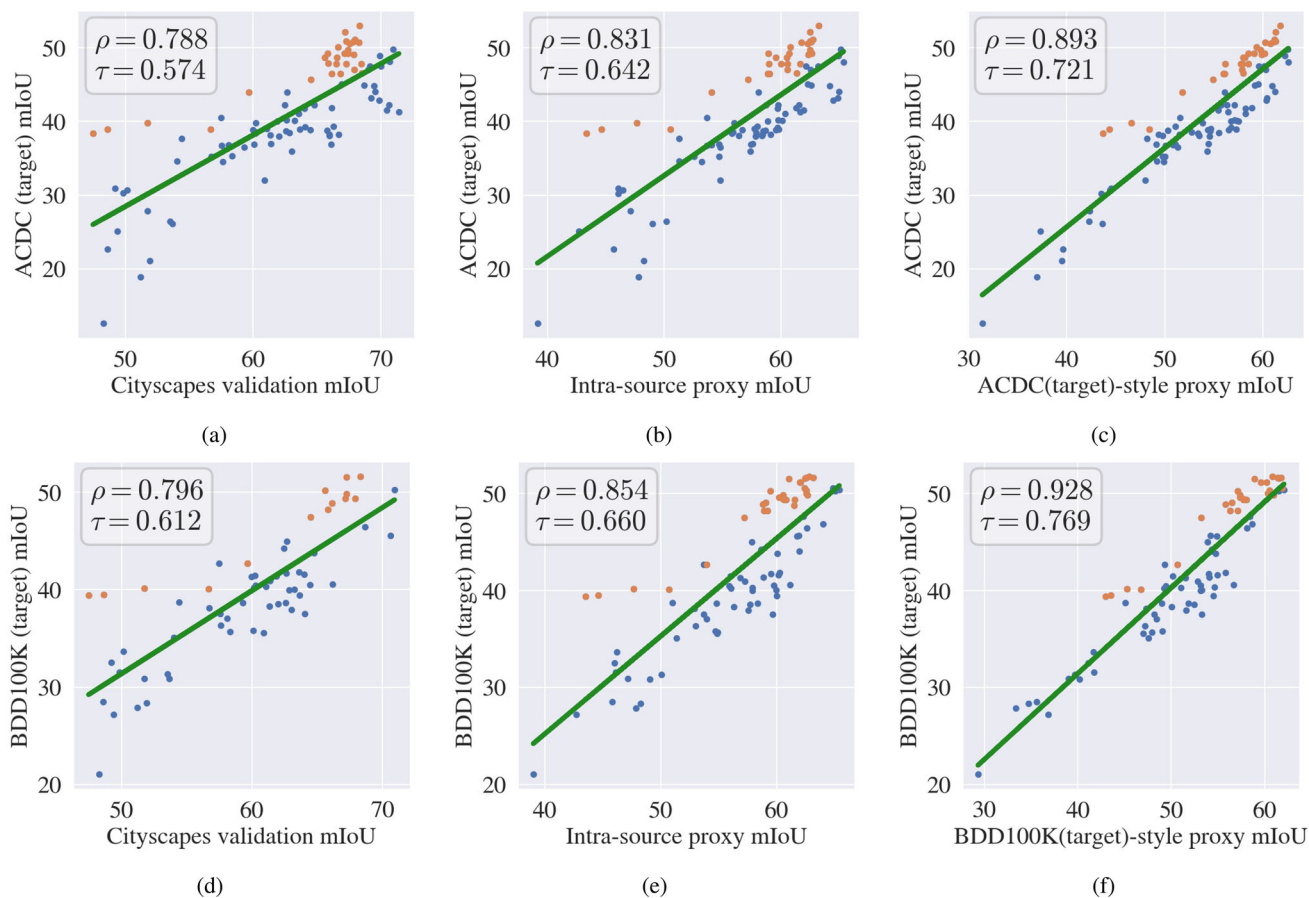 ρ = 0.788
τ = 0.574
ACDC (target) mIoU
50
40
30
20
50 60 70
Cityscapes validation mIoU
(a)
ρ = 0.831
τ = 0.642
ACDC (target) mIoU
50
40
30
20
40 50 60
Intra-source proxy mIoU
(b)
ρ = 0.893
τ = 0.721
ACDC (target) mIoU
50
40
30
20
30 40 50 60
ACDC(target)-style proxy mIoU
(c)
ρ = 0.796
τ = 0.612
BDD100K (target) mIoU
50
40
30
20
50 60 70
Cityscapes validation mIoU
(d)
ρ = 0.854
τ = 0.660
BDD100K (target) mIoU
50
40
30
20
40 50 60
Intra-source proxy mIoU
(e)
ρ = 0.928
τ = 0.769
BDD100K (target) mIoU
50
40
30
20
30 40 50 60
BDD100K(target)-style proxy mIoU
(f)